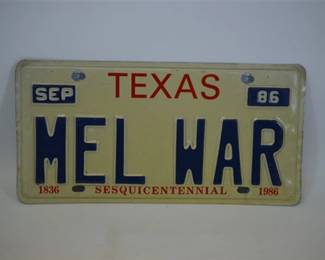 TEXAS
SEP 86
MEL WAR
1836 SESQUICENTENNIAL 1986